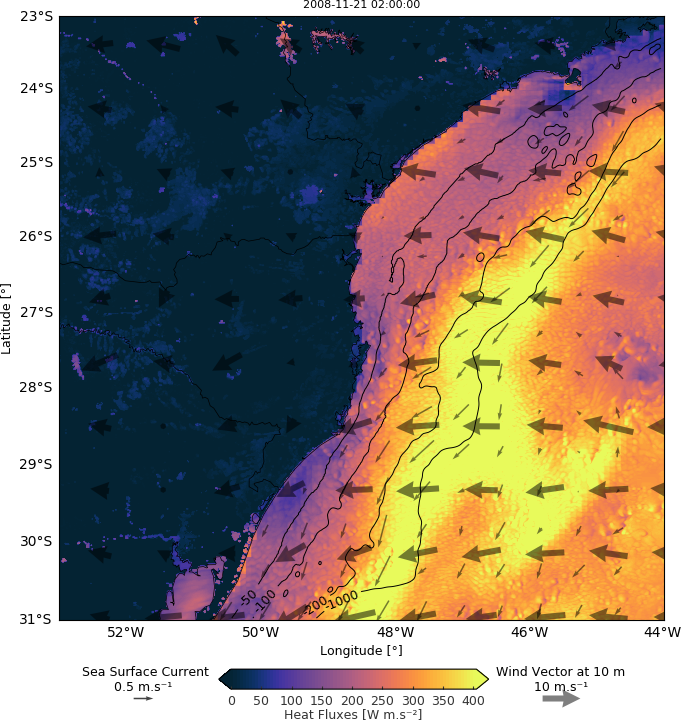 2008-11-21 02:00:00
23°S
24°S
25°S
26°S
27°S
28°S
29°S
30°S
31°S
Latitude [°]
-50
-100
-200
-1000
52°W
50°W
48°W
46°W
44°W
Longitude [°]
Sea Surface Current
0.5 m.s⁻¹
Wind Vector at 10 m
10 m.s⁻¹
0 50 100 150 200 250 300 350 400
Heat Fluxes [W m.s⁻²]